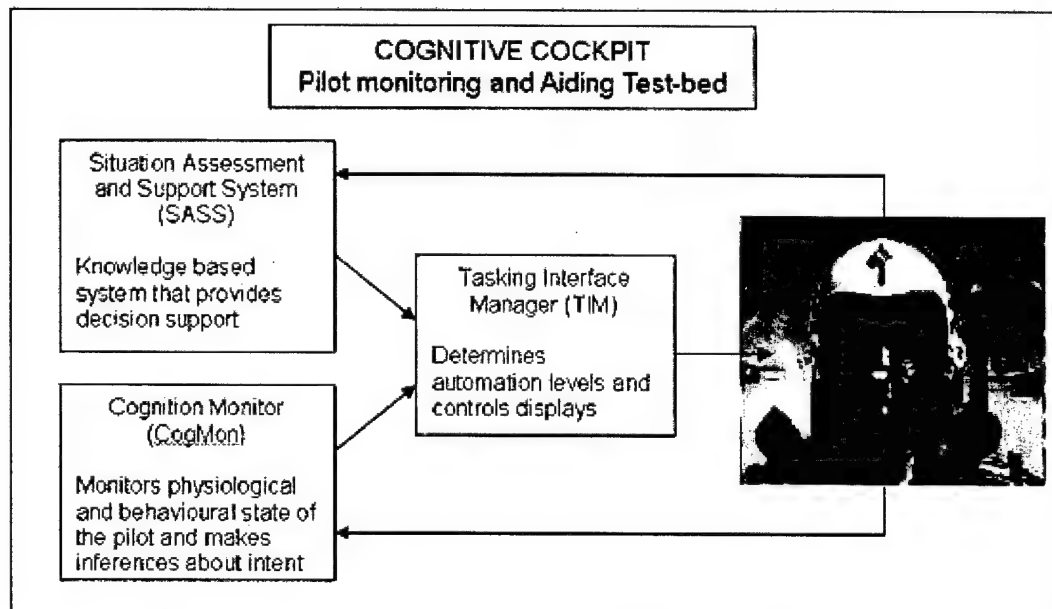 COGNITIVE COCKPIT
Pilot monitoring and Aiding Test-bed
Situation Assessment
and Support System
(SASS)
Knowledge based
system that provides
decision support
Tasking Interface
Manager (TIM)
Determines
automation levels and
controls displays
Cognition Monitor
(CogMon)
Monitors physiological
and behavioural state of
the pilot and makes
inferences about intent